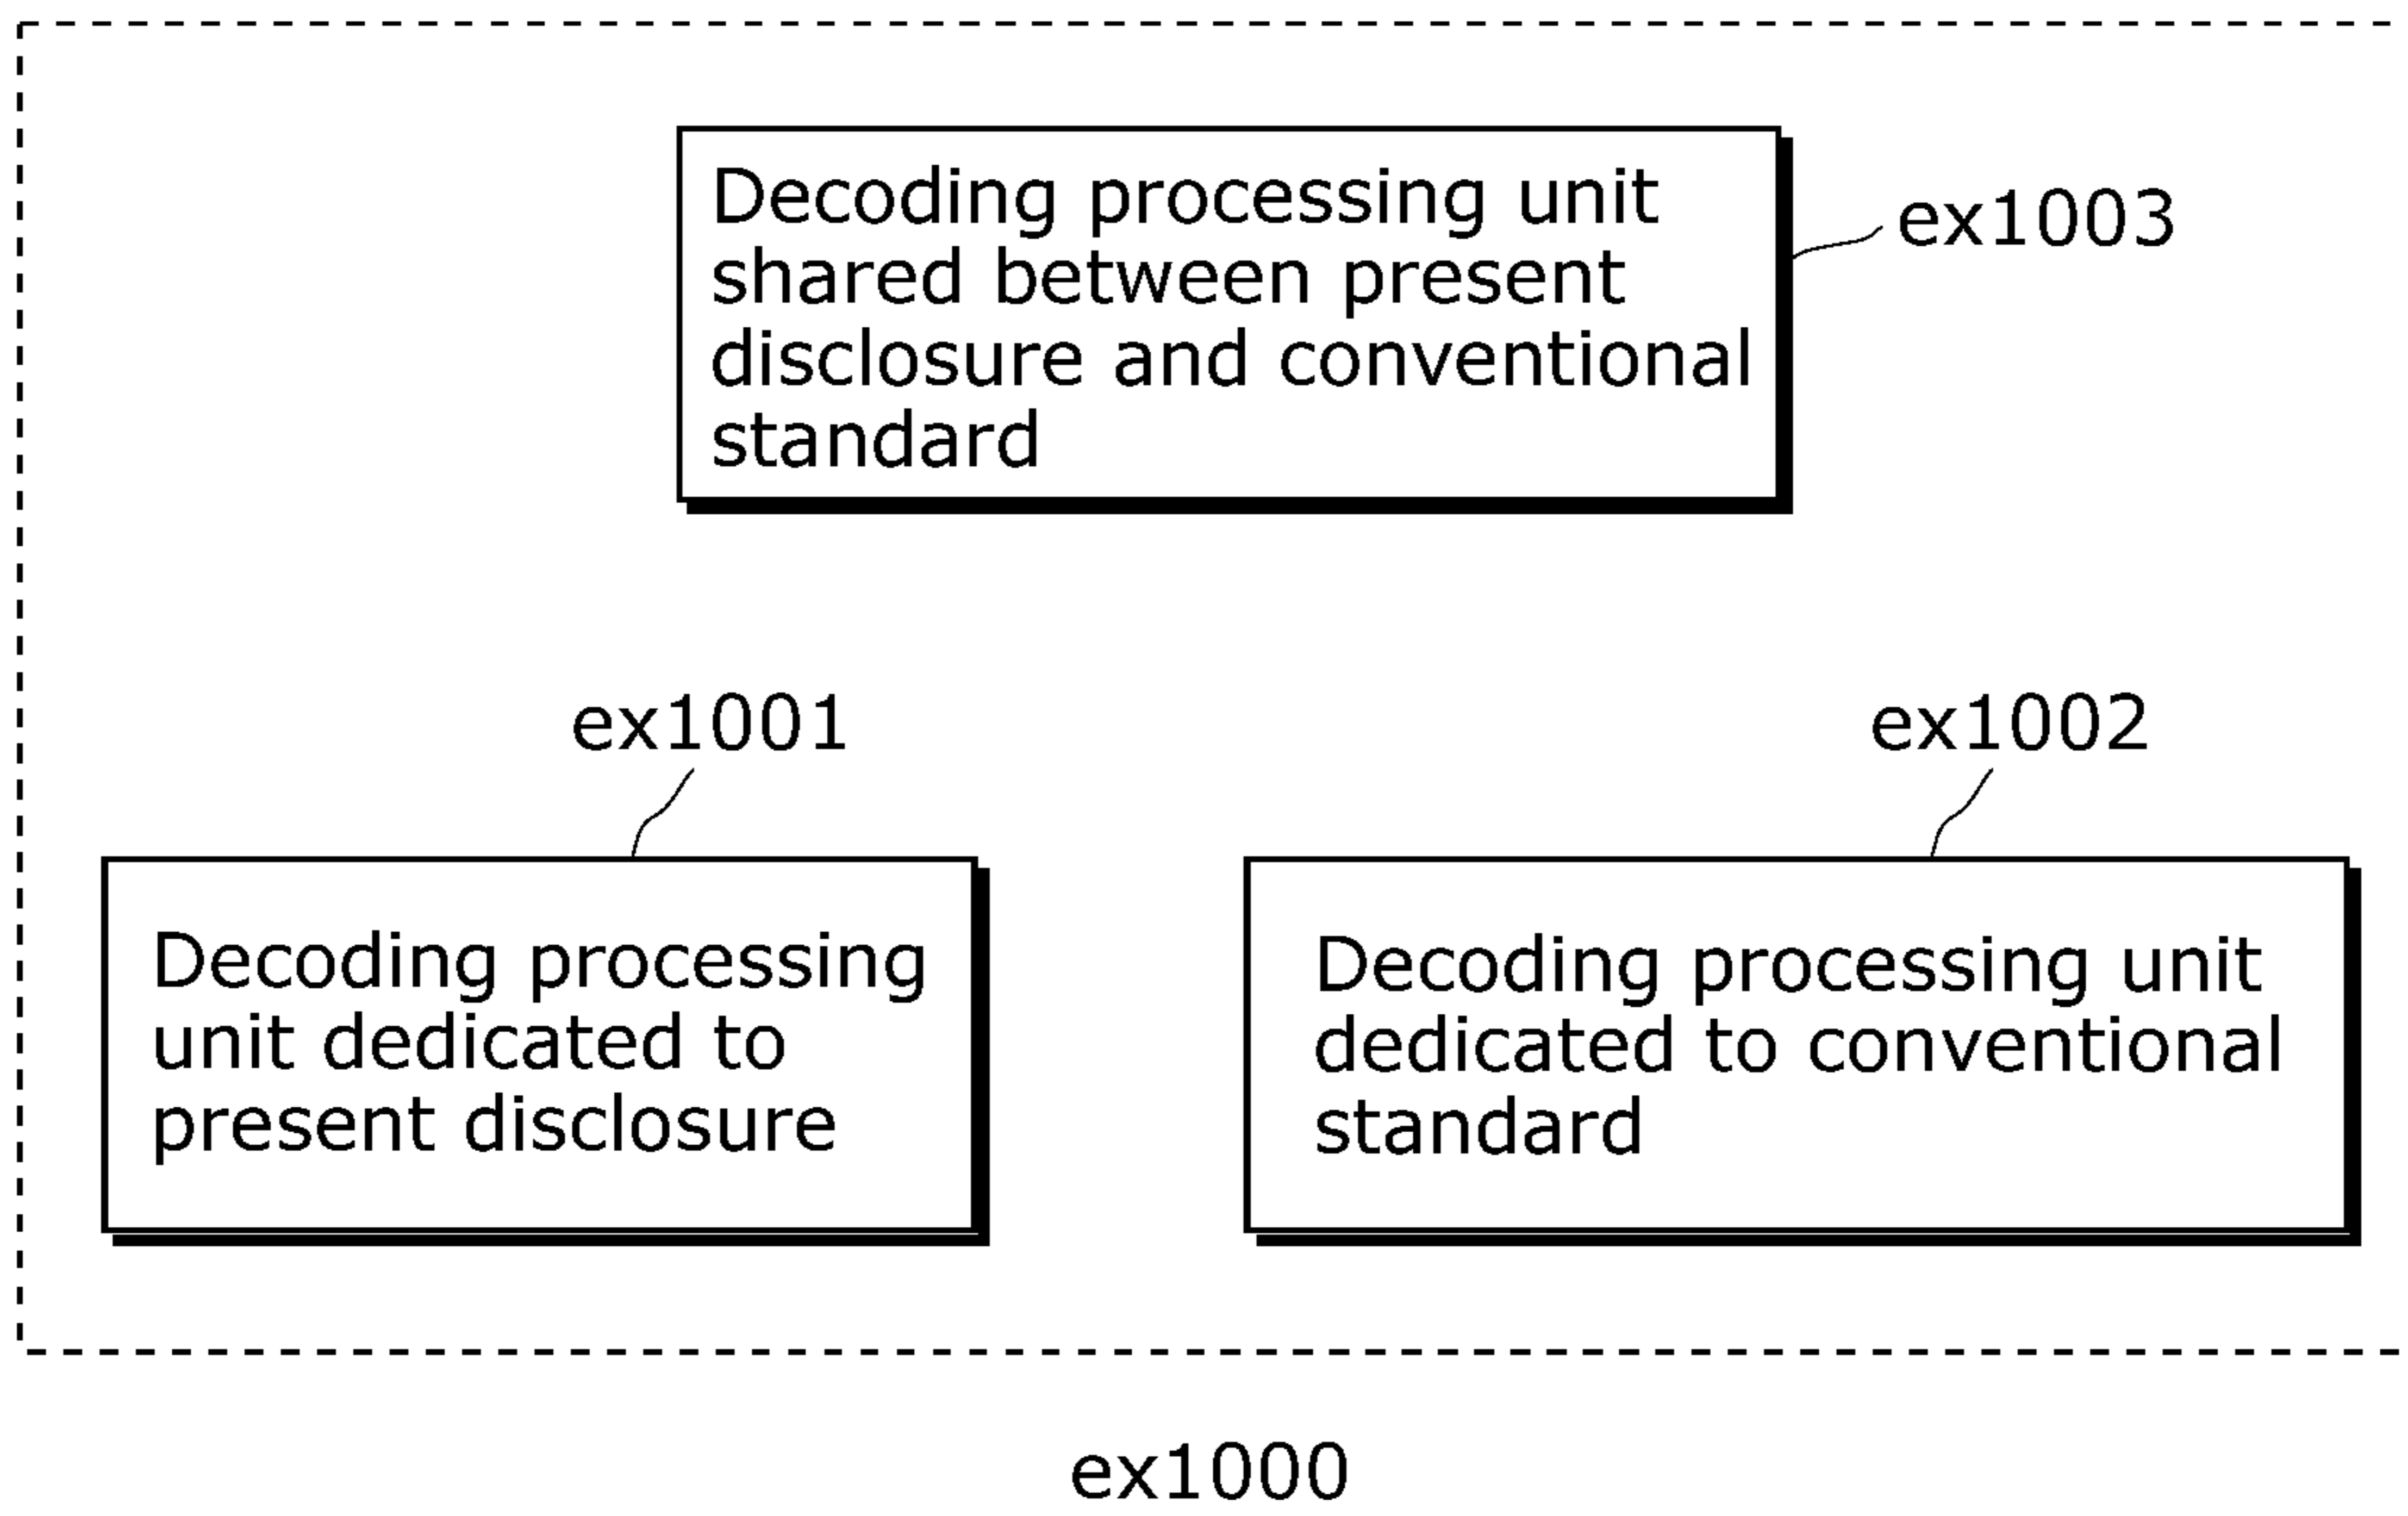 Decoding processing unit
shared between present
disclosure and conventional
standard
ex1003
ex1001
ex1002
Decoding processing
unit dedicated to
present disclosure
Decoding processing unit
dedicated to conventional
standard
ex1000